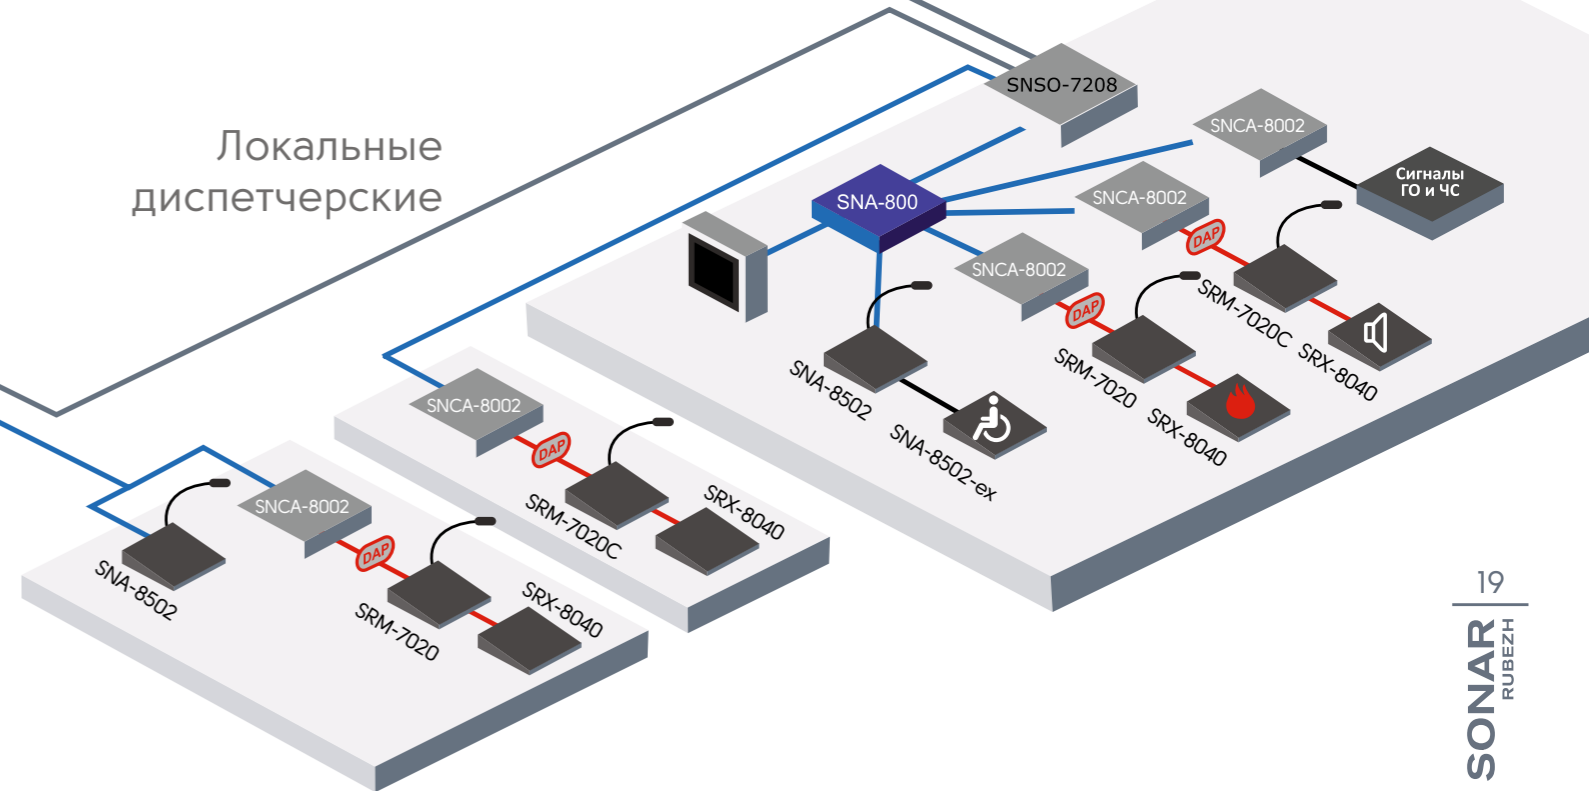 Локальные
диспетчерские
SNSO-7208
SNCA-8002
Сигналы
ГО и ЧС
SNA-800
SNCA-8002
DAP
SRM-7020C
SRX-8040
SNCA-8002
DAP
SRM-7020
SRX-8040
SNA-8502
SNA-8502-ex
SNCA-8002
DAP
SRM-7020C
SRX-8040
SNCA-8002
DAP
SNA-8502
SRM-7020
SRX-8040
19
SONAR
RUBEZH